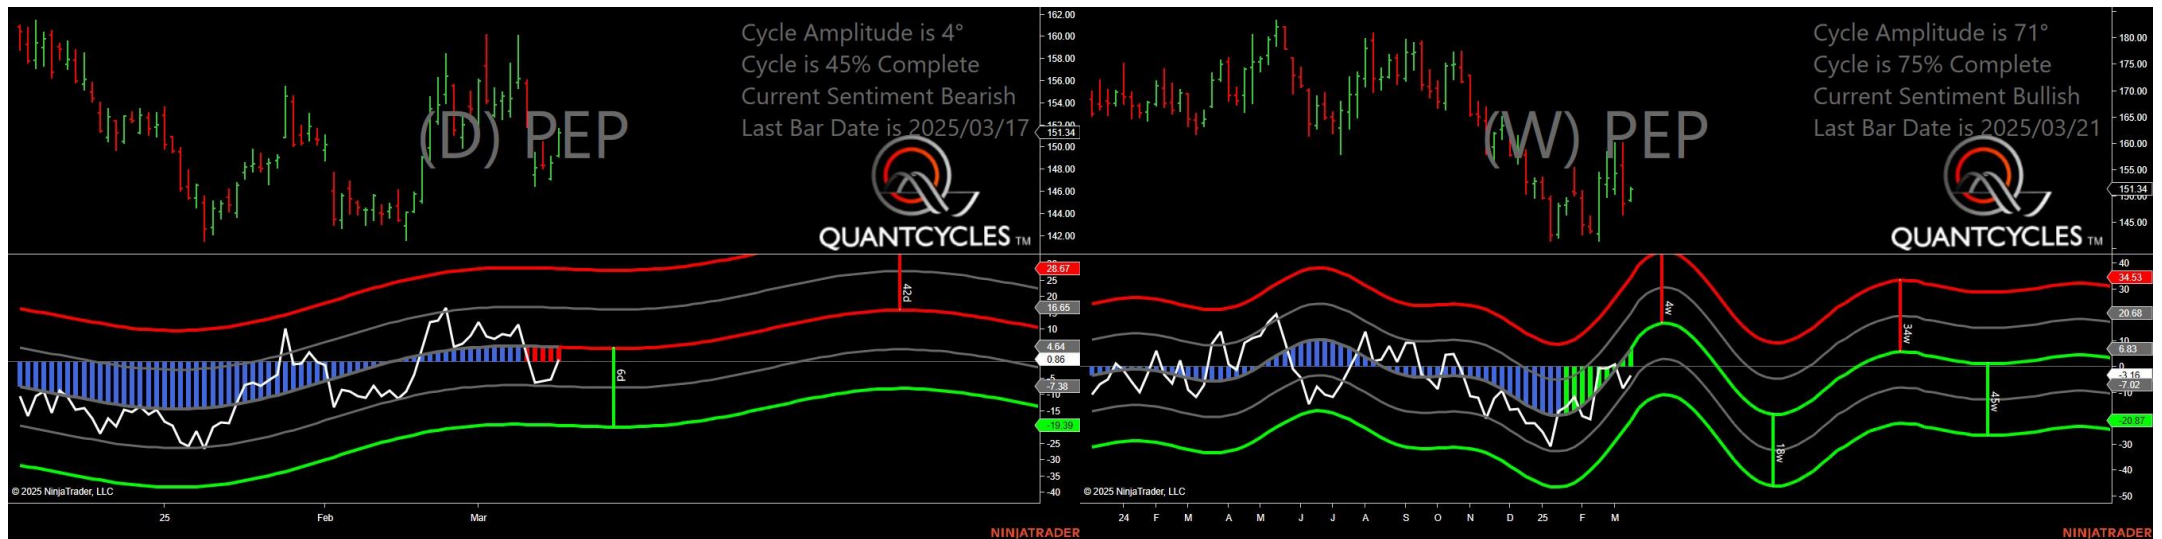 Cycle Amplitude is 4°
Cycle is 45% Complete
Current Sentiment Bearish
Last Bar Date is 2025/03/17
(D) PEP
QUANTCYCLES TM
162.00
160.00
158.00
156.00
154.00
152.00
151.34
150.00
148.00
146.00
144.00
142.00
28.67
25
20
16.65
15
10
4.64
0.86
-5
-7.38
-10
-15
-19.39
-25
-30
-35
-40
42d
6d
© 2025 NinjaTrader, LLC
25 Feb Mar
NINJATRADER
Cycle Amplitude is 71°
Cycle is 75% Complete
Current Sentiment Bullish
Last Bar Date is 2025/03/21
(W) PEP
QUANTCYCLES TM
180.00
175.00
170.00
165.00
160.00
155.00
151.34
150.00
145.00
40
34.53
30
20.68
10
6.83
0
-3.16
-7.02
-10
-20.87
-30
-40
-50
4w
18w
34w
45w
© 2025 NinjaTrader, LLC
24 F M A M J J A S O N D 25 F M
NINJATRADER